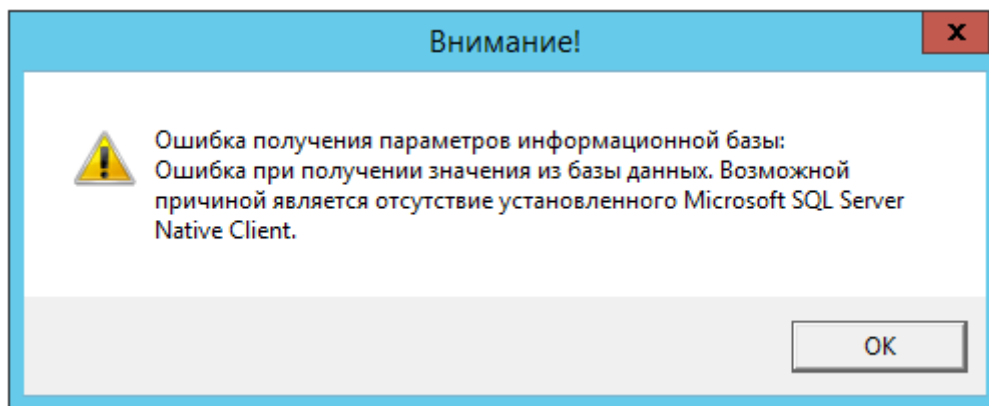 Внимание!
x
Ошибка получения параметров информационной базы:
Ошибка при получении значения из базы данных. Возможной
причиной является отсутствие установленного Microsoft SQL Server
Native Client.
OK